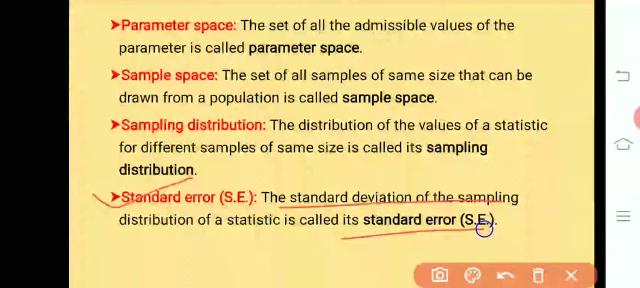 ➤Parameter space: The set of all the admissible values of the
parameter is called parameter space.
➤Sample space: The set of all samples of same size that can be
drawn from a population is called sample space.
➤Sampling distribution: The distribution of the values of a statistic
for different samples of same size is called its sampling
distribution.
➤Standard error (S.E.): The standard deviation of the sampling
distribution of a statistic is called its standard error (S.E.).